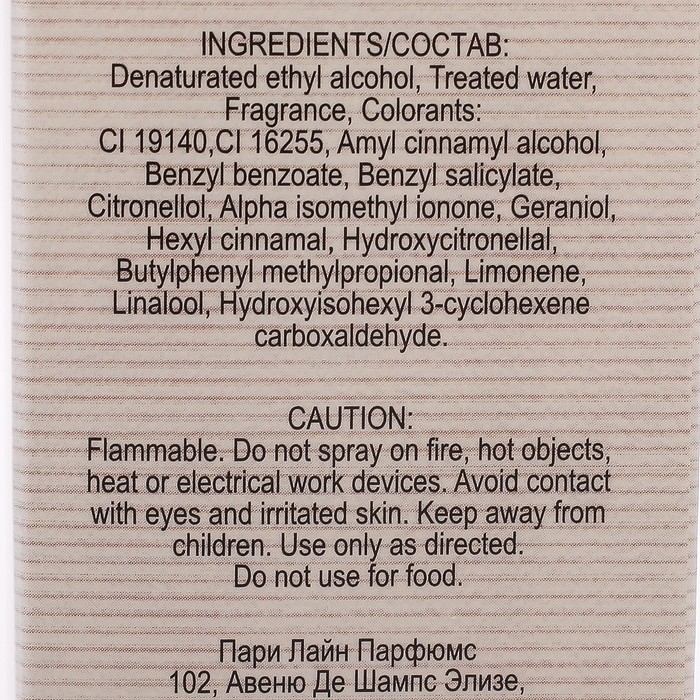 INGREDIENTS/СОСТАВ:
Denaturated ethyl alcohol, Treated water,
Fragrance, Colorants:
CI 19140,CI 16255, Amyl cinnamyl alcohol,
Benzyl benzoate, Benzyl salicylate,
Citronellol, Alpha isomethyl ionone, Geraniol,
Hexyl cinnamal, Hydroxycitronellal,
Butylphenyl methylpropional, Limonene,
Linalool, Hydroxyisohexyl 3-cyclohexene
carboxaldehyde.
CAUTION:
Flammable. Do not spray on fire, hot objects,
heat or electrical work devices. Avoid contact
with eyes and irritated skin. Keep away from
children. Use only as directed.
Do not use for food.
Пари Лайн Парфюмс
102, Авеню Де Шампс Элизе,